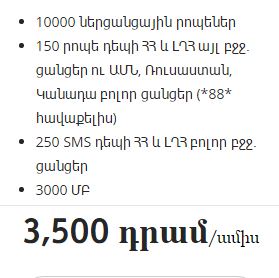 • 10000 ներցանցային րոպեներ
• 150 րոպե դեպի ՀՀ և ԼՂՀ այլ բջջ.
ցանցեր ու ԱՄՆ, Ռուսաստան,
Կանադա բոլոր ցանցեր (*88*
հավաքելիս)
• 250 SMS դեպի ՀՀ և ԼՂՀ բոլոր բջջ.
ցանցեր
• 3000 ՄԲ
3,500 դրամ/ամիս